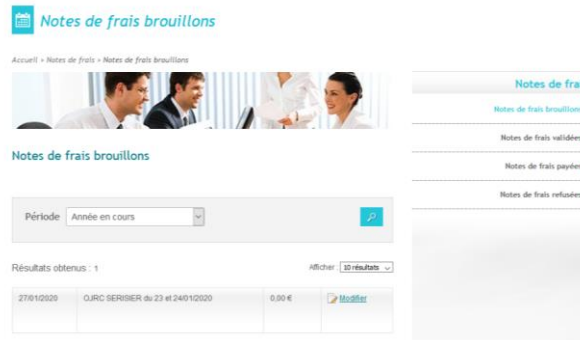 Notes de frais brouillons
Accueil » Notes de frais » Notes de frais brouillons
Notes de frais brouillons
Période Année en cours
Résultats obtenus : 1 Afficher 10 résultats
27/01/2020 OJRC SERISIER du 23 et 24/01/2020 0,00 € Modifier
Notes de frai
Notes de frais brouillons
Notes de frais validées
Notes de frais payées
Notes de frais refusées